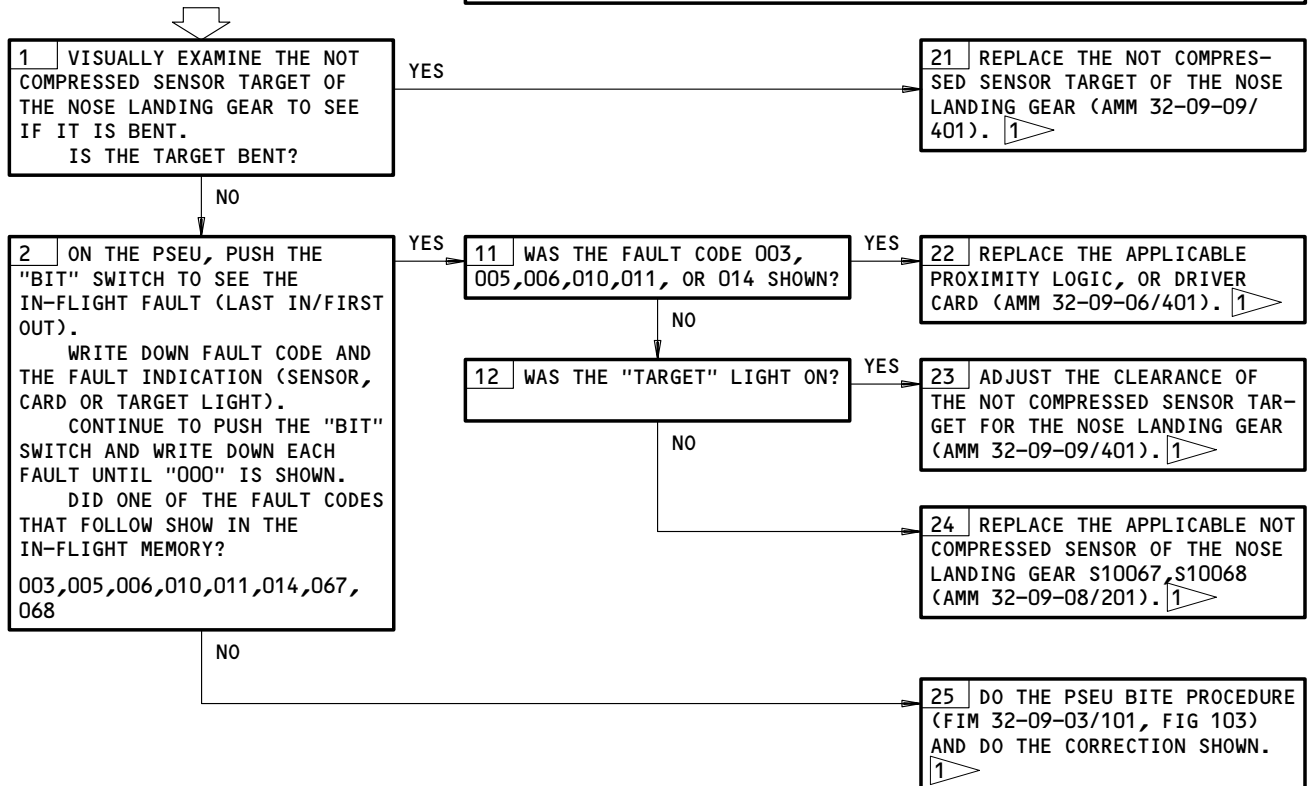 1 VISUALLY EXAMINE THE NOT
COMPRESSED SENSOR TARGET OF
THE NOSE LANDING GEAR TO SEE
IF IT IS BENT.
IS THE TARGET BENT?
YES
21 REPLACE THE NOT COMPRES-
SED SENSOR TARGET OF THE NOSE
LANDING GEAR (AMM 32-09-09/
401). 1
NO
2 ON THE PSEU, PUSH THE
"BIT" SWITCH TO SEE THE
IN-FLIGHT FAULT (LAST IN/FIRST
OUT).
WRITE DOWN FAULT CODE AND
THE FAULT INDICATION (SENSOR,
CARD OR TARGET LIGHT).
CONTINUE TO PUSH THE "BIT"
SWITCH AND WRITE DOWN EACH
FAULT UNTIL "000" IS SHOWN.
DID ONE OF THE FAULT CODES
THAT FOLLOW SHOW IN THE
IN-FLIGHT MEMORY?
003,005,006,010,011,014,067,
068
YES
11 WAS THE FAULT CODE 003,
005,006,010,011, OR 014 SHOWN?
YES
22 REPLACE THE APPLICABLE
PROXIMITY LOGIC, OR DRIVER
CARD (AMM 32-09-06/401). 1
NO
12 WAS THE "TARGET" LIGHT ON?
YES
23 ADJUST THE CLEARANCE OF
THE NOT COMPRESSED SENSOR TAR-
GET FOR THE NOSE LANDING GEAR
(AMM 32-09-09/401). 1
NO
24 REPLACE THE APPLICABLE NOT
COMPRESSED SENSOR OF THE NOSE
LANDING GEAR S10067,S10068
(AMM 32-09-08/201). 1
NO
25 DO THE PSEU BITE PROCEDURE
(FIM 32-09-03/101, FIG 103)
AND DO THE CORRECTION SHOWN.
1